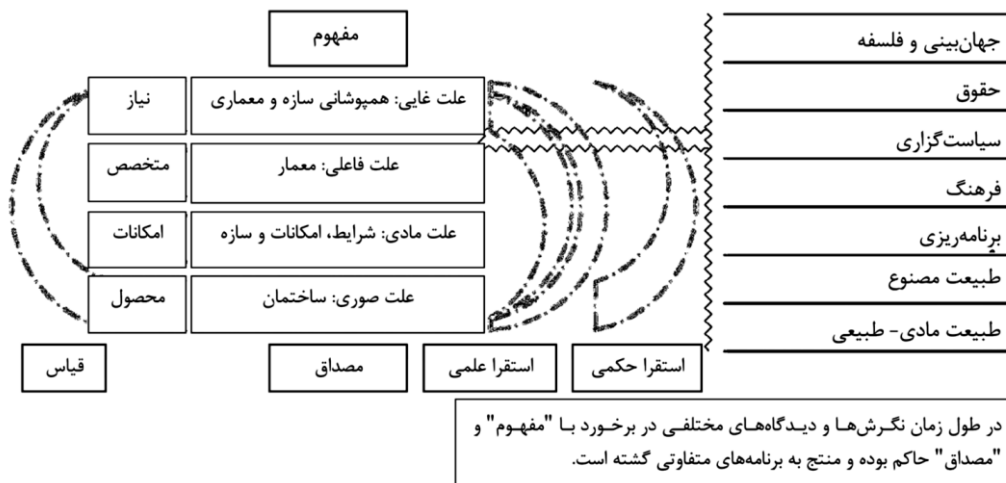 مفهوم
جهان‌بینی و فلسفه
حقوق
سیاست‌گزاری
فرهنگ
برنامه‌ریزی
طبیعت مصنوع
طبیعت مادی- طبیعی
علت غایی: همپوشانی سازه و معماری
نیاز
علت فاعلی: معمار
متخصص
علت مادی: شرایط، امکانات و سازه
امکانات
علت صوری: ساختمان
محصول
استقرا حکمی
استقرا علمی
مصداق
قیاس
در طول زمان نگرش‌ها و دیدگاه‌های مختلفی در برخورد با "مفهوم" و
"مصداق" حاکم بوده و منتج به برنامه‌های متفاوتی گشته است.